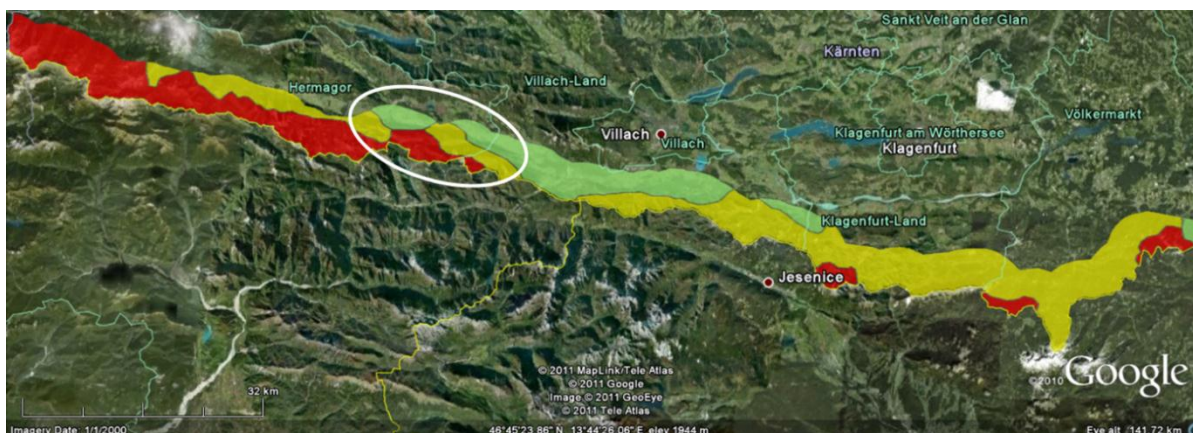 Sankt Veit an der Glan
Kärnten
Hermagor
Villach-Land
Völkermarkt
Villach
Villach
Klagenfurt am Wörthersee
Klagenfurt
Klagenfurt-Land
Jesenice
© 2011 MapLink/Tele Atlas
© 2011 Google
Image © 2011 GeoEye
© 2011 Tele Atlas
©2010 Google
32 km
Imagery Date: 1/1/2000
46°45'23.86" N 13°44'26.06" E elev 1944 m
Eye alt 141.72 km